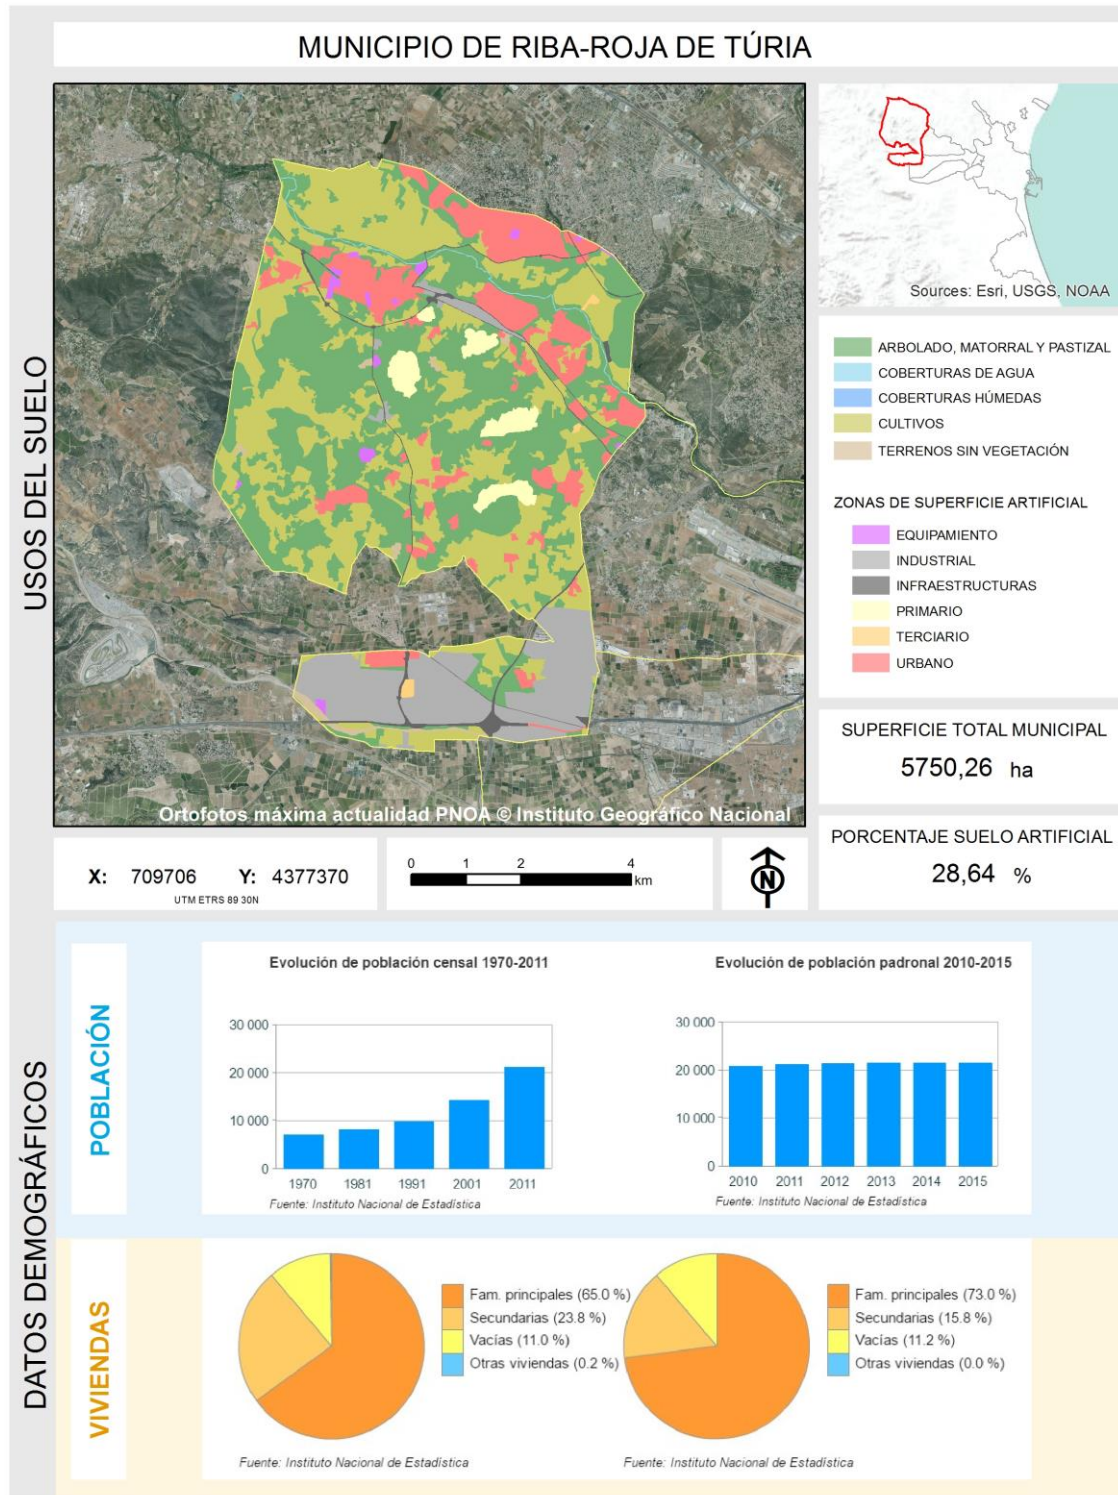 MUNICIPIO DE RIBA-ROJA DE TÚRIA
USOS DEL SUELO
Ortofotos máxima actualidad PNOA © Instituto Geográfico Nacional
Sources: Esri, USGS, NOAA
ARBOLADO, MATORRAL Y PASTIZAL
COBERTURAS DE AGUA
COBERTURAS HÚMEDAS
CULTIVOS
TERRENOS SIN VEGETACIÓN
ZONAS DE SUPERFICIE ARTIFICIAL
EQUIPAMIENTO
INDUSTRIAL
INFRAESTRUCTURAS
PRIMARIO
TERCIARIO
URBANO
SUPERFICIE TOTAL MUNICIPAL
5750,26 ha
PORCENTAJE SUELO ARTIFICIAL
28,64 %
X: 709706 Y: 4377370
UTM ETRS 89 30N
0 1 2 4
km
N
DATOS DEMOGRÁFICOS
POBLACIÓN
Evolución de población censal 1970-2011
30 000
20 000
10 000
0
1970 1981 1991 2001 2011
Fuente: Instituto Nacional de Estadística
Evolución de población padronal 2010-2015
30 000
20 000
10 000
0
2010 2011 2012 2013 2014 2015
Fuente: Instituto Nacional de Estadística
VIVIENDAS
Fam. principales (65.0 %)
Secundarias (23.8 %)
Vacías (11.0 %)
Otras viviendas (0.2 %)
Fuente: Instituto Nacional de Estadística
Fam. principales (73.0 %)
Secundarias (15.8 %)
Vacías (11.2 %)
Otras viviendas (0.0 %)
Fuente: Instituto Nacional de Estadística